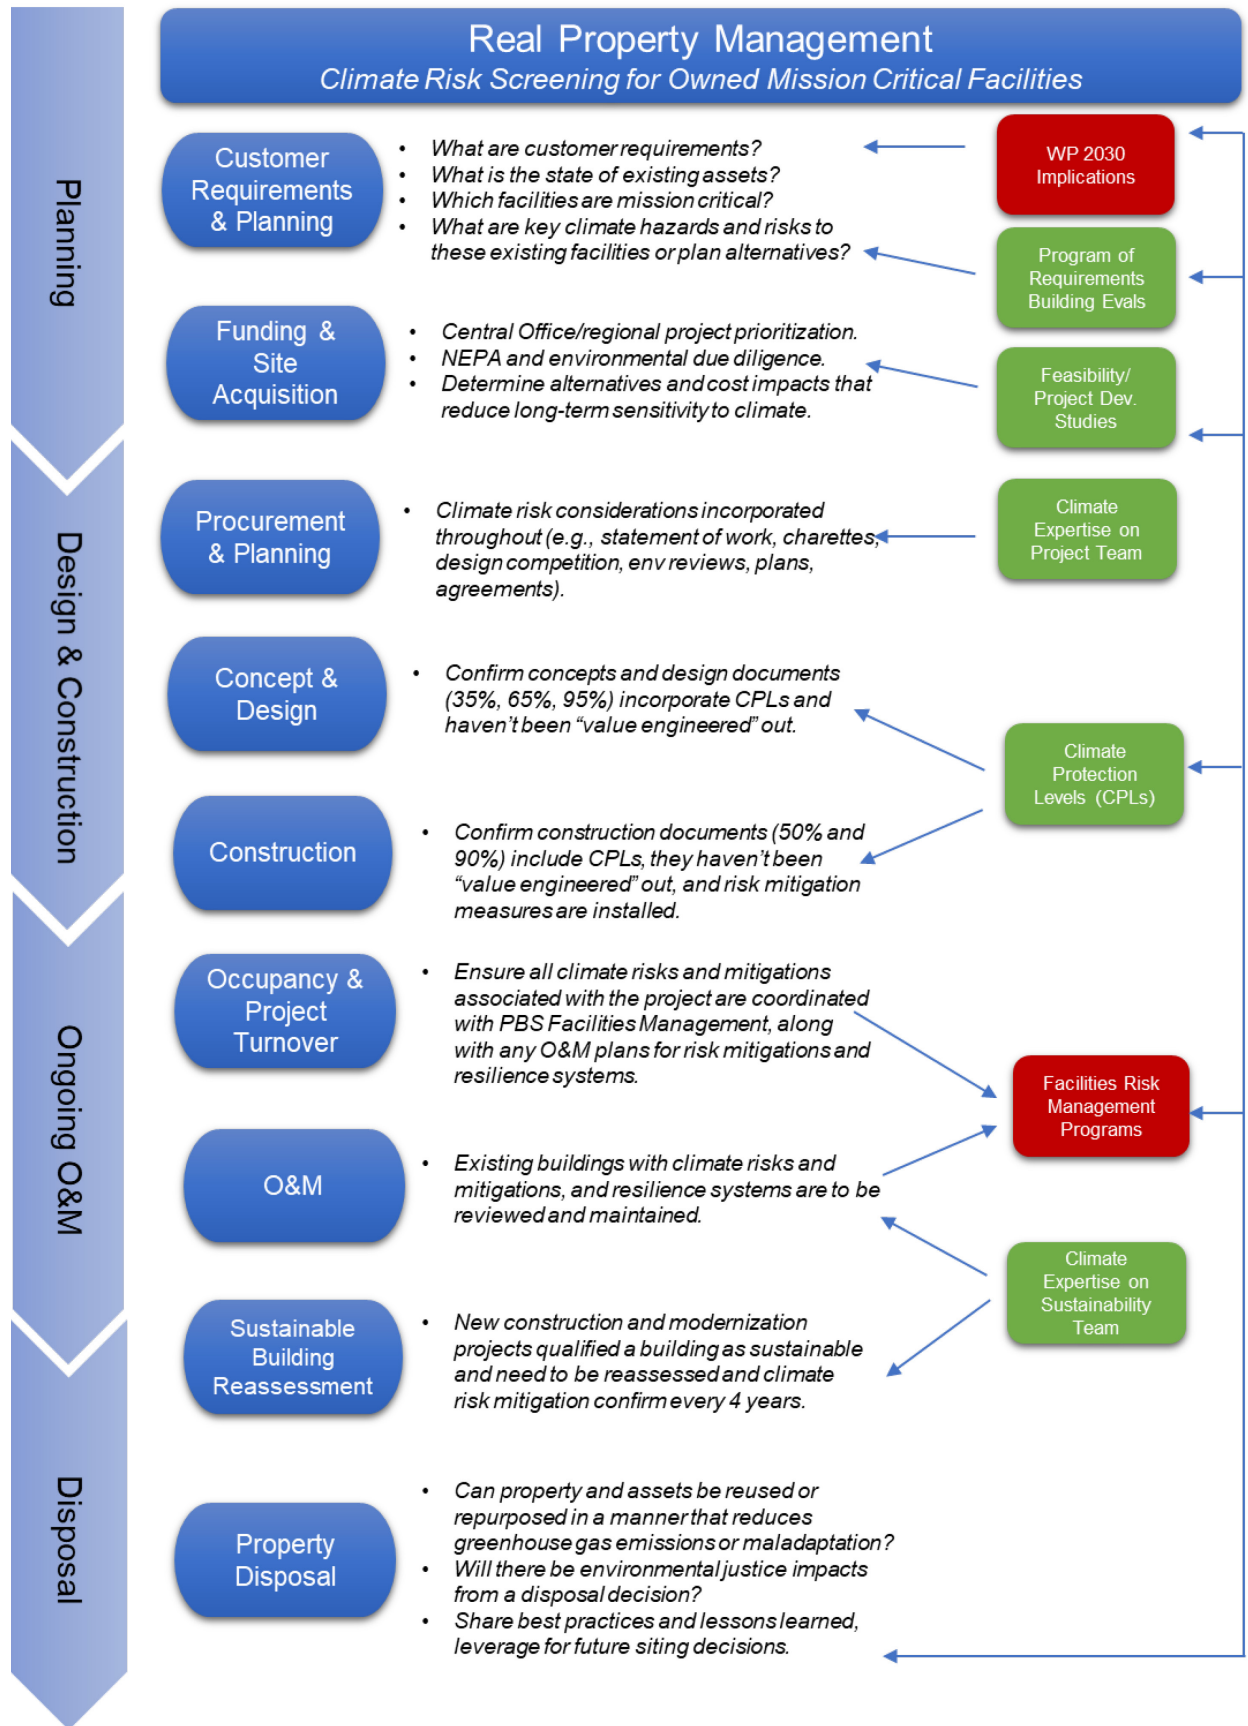 Real Property Management
Climate Risk Screening for Owned Mission Critical Facilities
Planning
Customer
Requirements
& Planning
• What are customer requirements?
• What is the state of existing assets?
• Which facilities are mission critical?
• What are key climate hazards and risks to
these existing facilities or plan alternatives?
WP 2030
Implications
Program of
Requirements
Building Evals
Funding &
Site
Acquisition
• Central Office/regional project prioritization.
• NEPA and environmental due diligence.
• Determine alternatives and cost impacts that
reduce long-term sensitivity to climate.
Feasibility/
Project Dev.
Studies
Design & Construction
Procurement
& Planning
• Climate risk considerations incorporated
throughout (e.g., statement of work, charettes,
design competition, env reviews, plans,
agreements).
Climate
Expertise on
Project Team
Concept &
Design
• Confirm concepts and design documents
(35%, 65%, 95%) incorporate CPLs and
haven't been “value engineered” out.
Climate
Protection
Levels (CPLs)
Construction
• Confirm construction documents (50% and
90%) include CPLs, they haven't been
“value engineered” out, and risk mitigation
measures are installed.
Ongoing O&M
Occupancy &
Project
Turnover
• Ensure all climate risks and mitigations
associated with the project are coordinated
with PBS Facilities Management, along
with any O&M plans for risk mitigations and
resilience systems.
Facilities Risk
Management
Programs
O&M
• Existing buildings with climate risks and
mitigations, and resilience systems are to be
reviewed and maintained.
Climate
Expertise on
Sustainability
Team
Sustainable
Building
Reassessment
• New construction and modernization
projects qualified a building as sustainable
and need to be reassessed and climate
risk mitigation confirm every 4 years.
Disposal
Property
Disposal
• Can property and assets be reused or
repurposed in a manner that reduces
greenhouse gas emissions or maladaptation?
• Will there be environmental justice impacts
from a disposal decision?
• Share best practices and lessons learned,
leverage for future siting decisions.